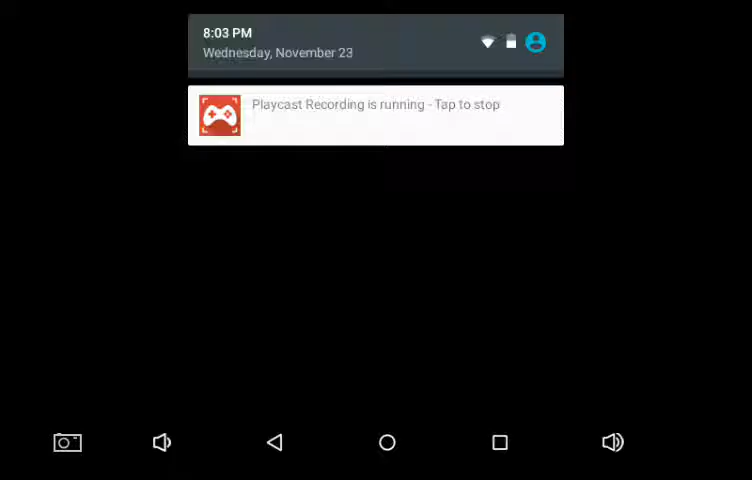 8:03 PM
Wednesday, November 23
Playcast Recording is running - Tap to stop